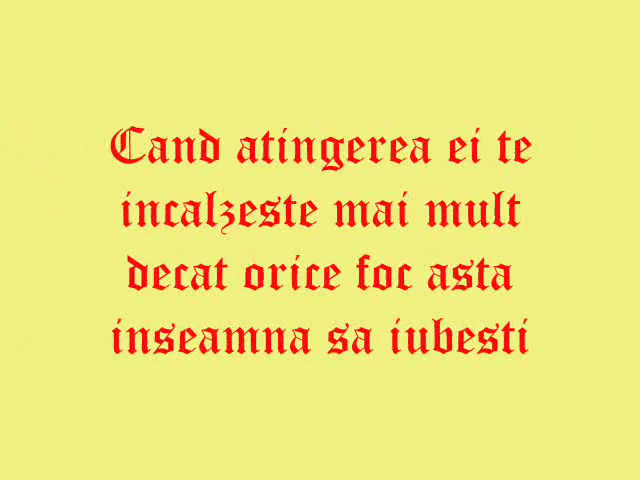 Cand atingerea ei te
incalzeste mai mult
decat orice foc asta
inseamna sa iubesti